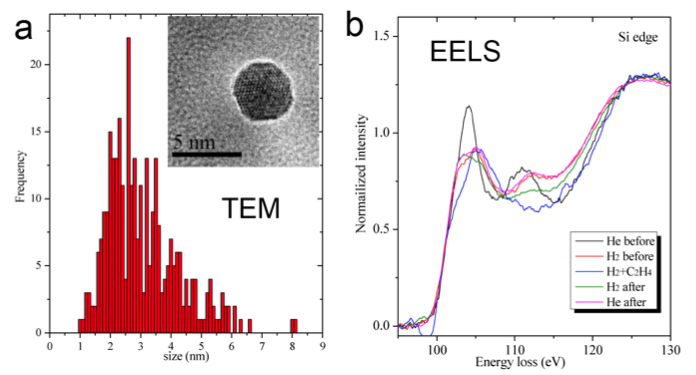 a
Frequency
20
15
10
5
0
5 nm
TEM
0 1 2 3 4 5 6 7 8 9
size (nm)
b
EELS
Si edge
Normailized intensity
1.5
1.0
0.5
0.0
He before
H2 before
H2+C2H4
H2 after
He after
100 110 120 130
Energy loss (eV)